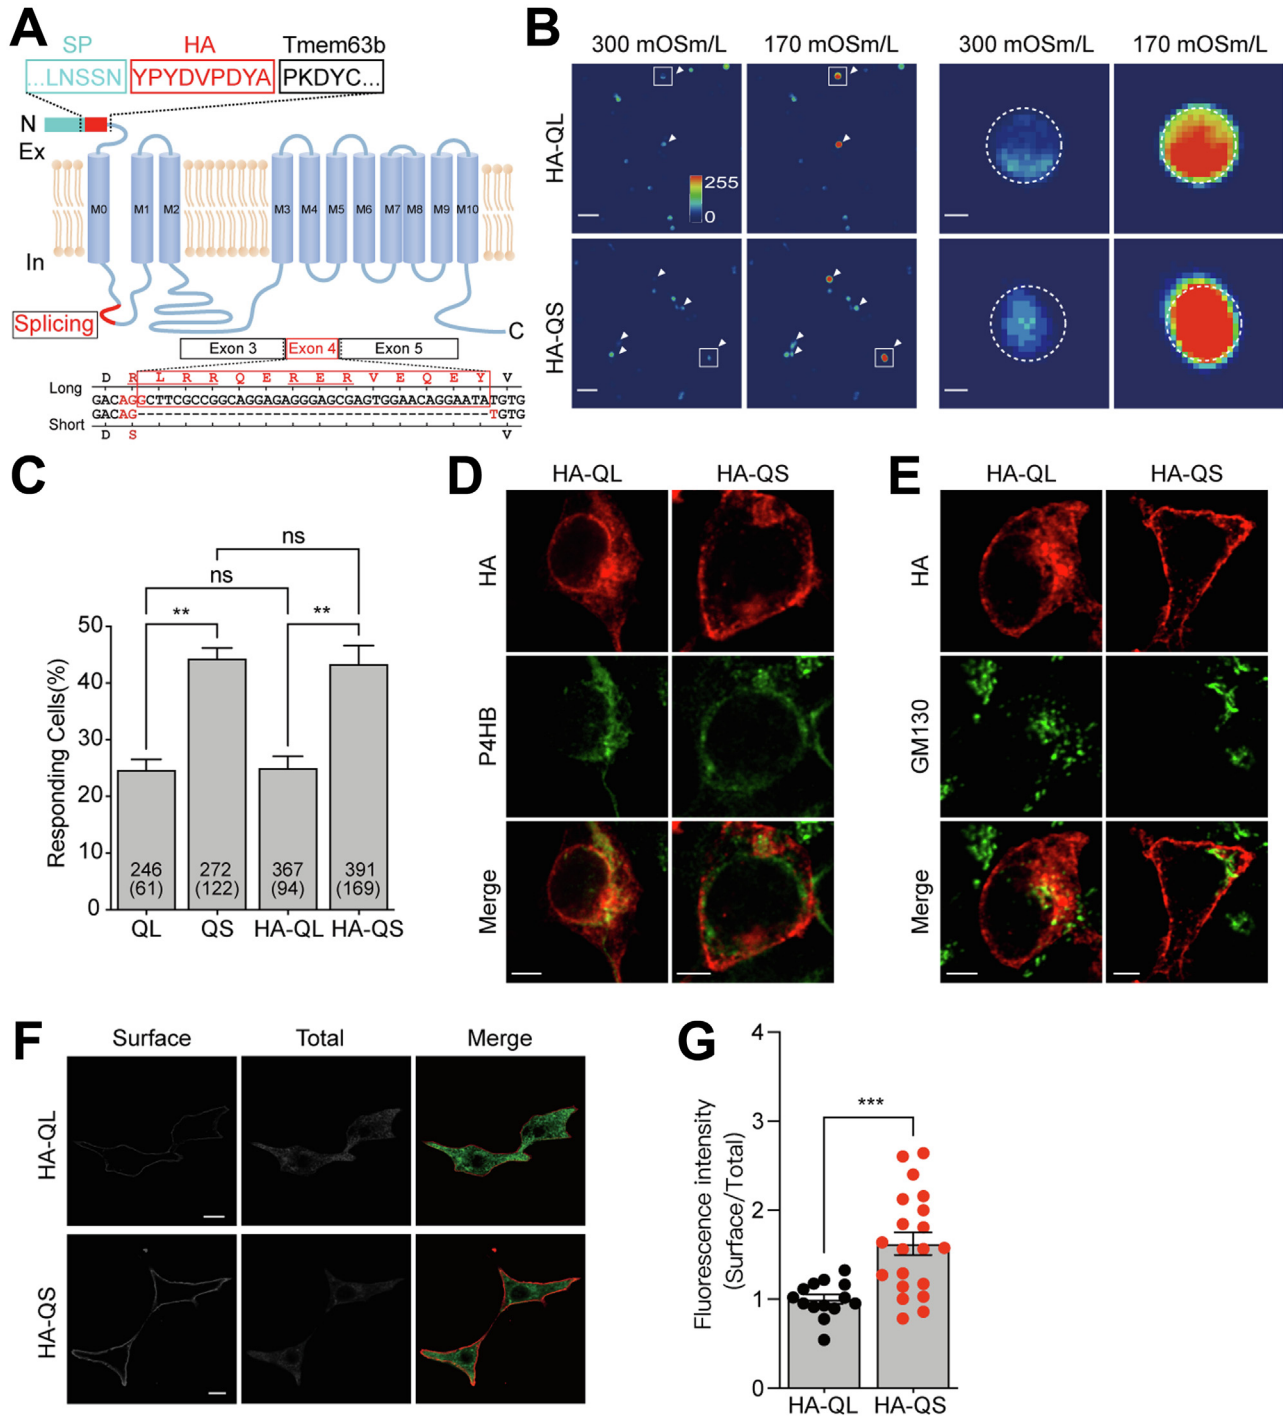 A
SP HA Tmem63b
...LNSSN YPYDVPDYA PKDYC...
N
Ex
M0 M1 M2 M3 M4 M5 M6 M7 M8 M9 M10
In
Splicing
C
Exon 3 Exon 4 Exon 5
D R L R R Q E R E R V E Q E Y V
Long
GACAGGCTTCGCCGGCAGGAGAGGGAGCGAGTGGAACAGGAATATGTG
GACAG----------------------------------------TGTG
Short
D S V
B
300 mOSm/L 170 mOSm/L 300 mOSm/L 170 mOSm/L
HA-QL
255
0
HA-QS
C
ns
ns
** **
Responding Cells(%)
50
40
30
20
10
0
246 272 367 391
(61) (122) (94) (169)
QL QS HA-QL HA-QS
D
HA-QL HA-QS
HA
P4HB
Merge
E
HA-QL HA-QS
HA
GM130
Merge
F
Surface Total Merge
HA-QL
HA-QS
G
Fluorescence intensity
(Surface/Total)
4
3
2
1
0
***
HA-QL HA-QS